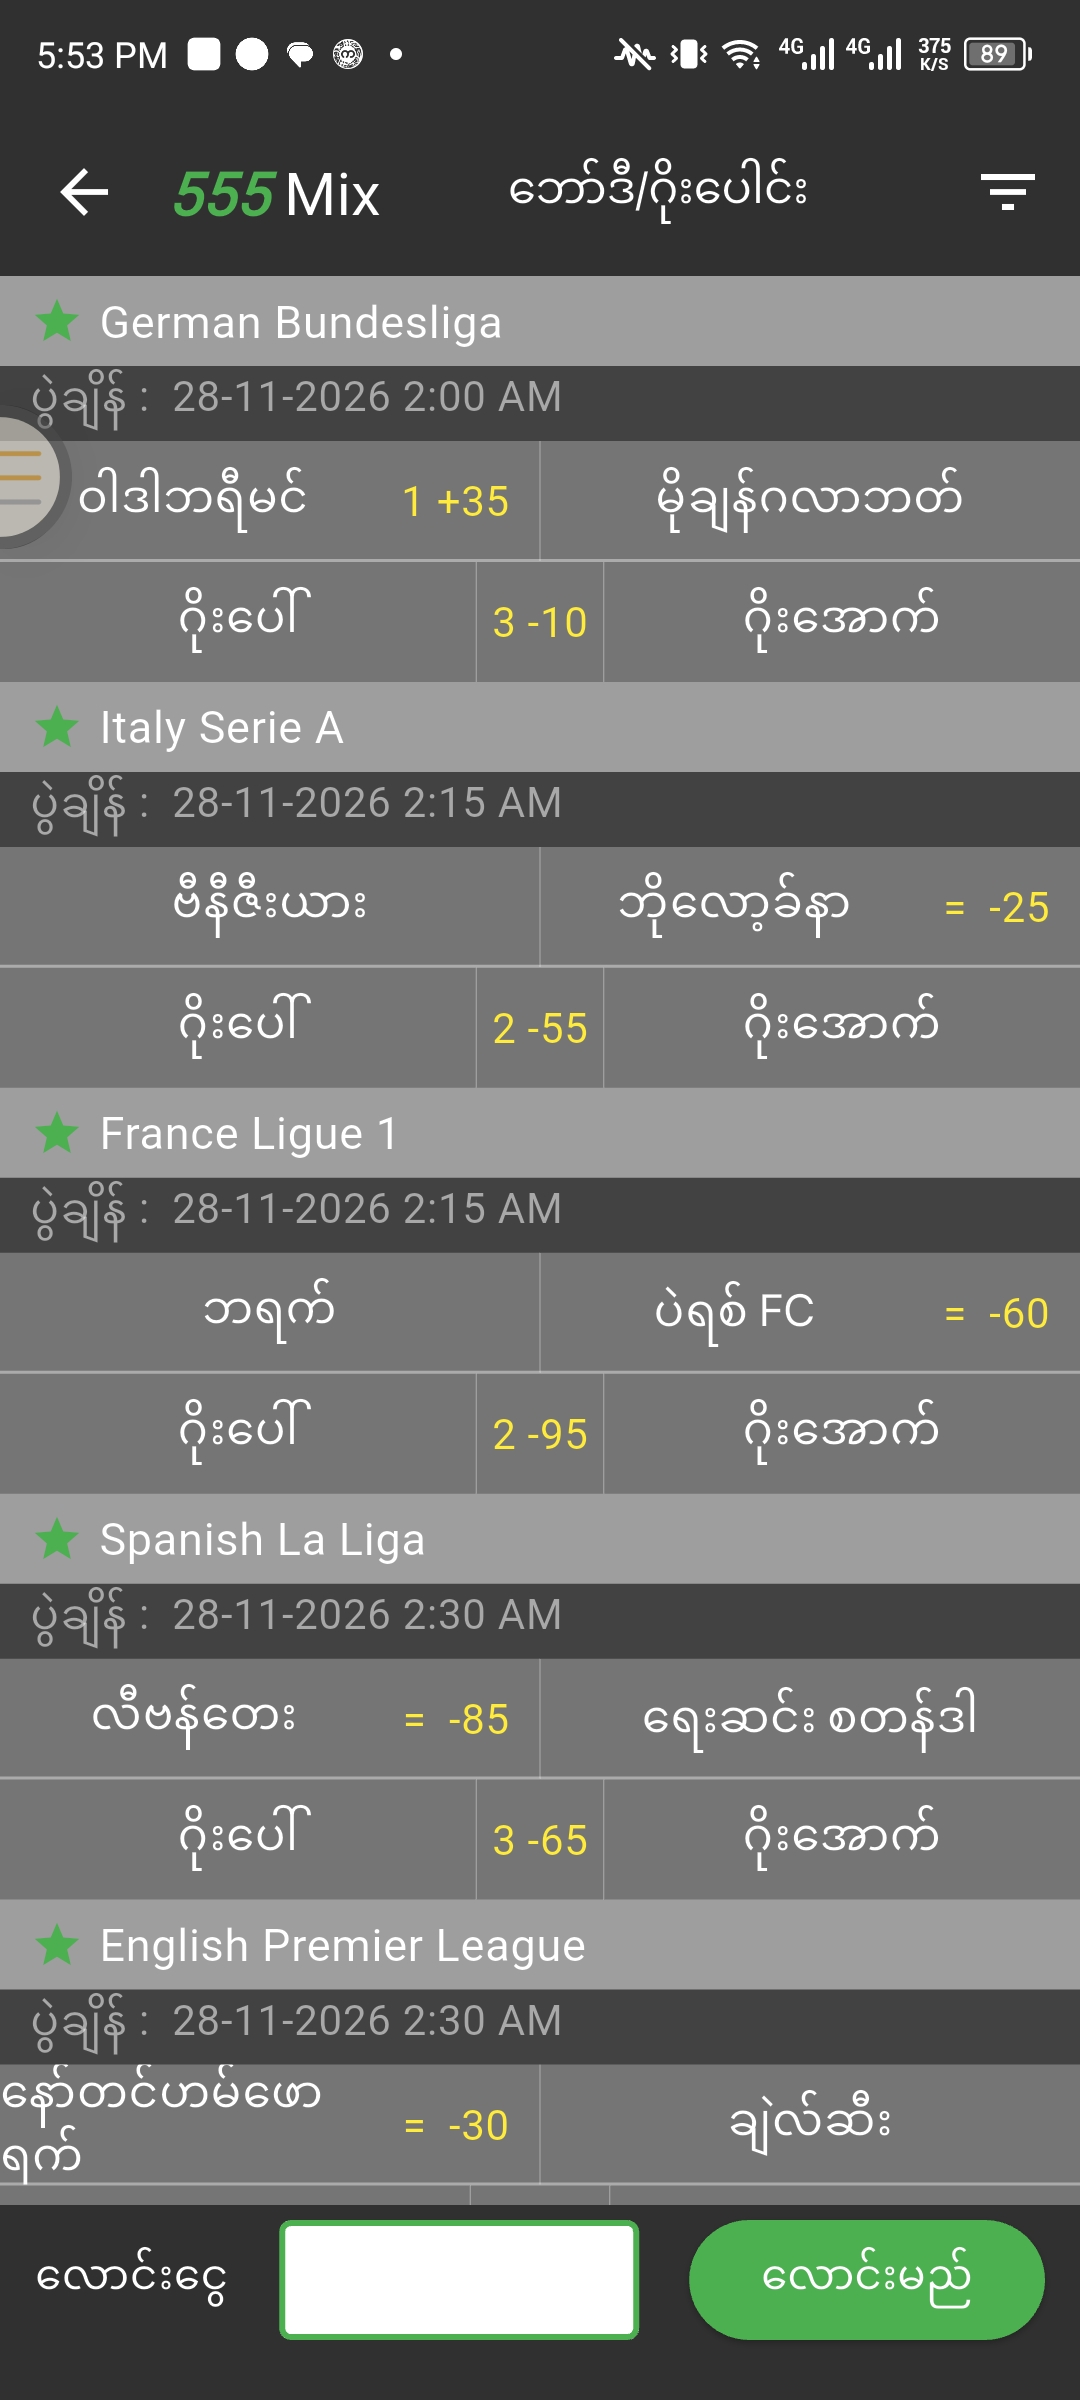 5:53 PM
4G 4G 375 K/S 89
555 Mix ဘော်ဒီ/ဂိုးပေါင်း
German Bundesliga
ပွဲချိန် : 28-11-2026 2:00 AM
ဝါဒါဘရီမင် 1 +35 မိုချန်ဂလာဘတ်
ဂိုးပေါ် 3 -10 ဂိုးအောက်
Italy Serie A
ပွဲချိန် : 28-11-2026 2:15 AM
ဗီနီဇီးယား ဘိုလော့ခ်နာ = -25
ဂိုးပေါ် 2 -55 ဂိုးအောက်
France Ligue 1
ပွဲချိန် : 28-11-2026 2:15 AM
ဘရက် ပဲရစ် FC = -60
ဂိုးပေါ် 2 -95 ဂိုးအောက်
Spanish La Liga
ပွဲချိန် : 28-11-2026 2:30 AM
လီဗန်တေး = -85 ရေးဆင်း စတန်ဒါ
ဂိုးပေါ် 3 -65 ဂိုးအောက်
English Premier League
ပွဲချိန် : 28-11-2026 2:30 AM
နော်တင်ဟမ်ဖော
ရက် = -30 ချဲလ်ဆီး
လောင်းငွေ လောင်းမည်